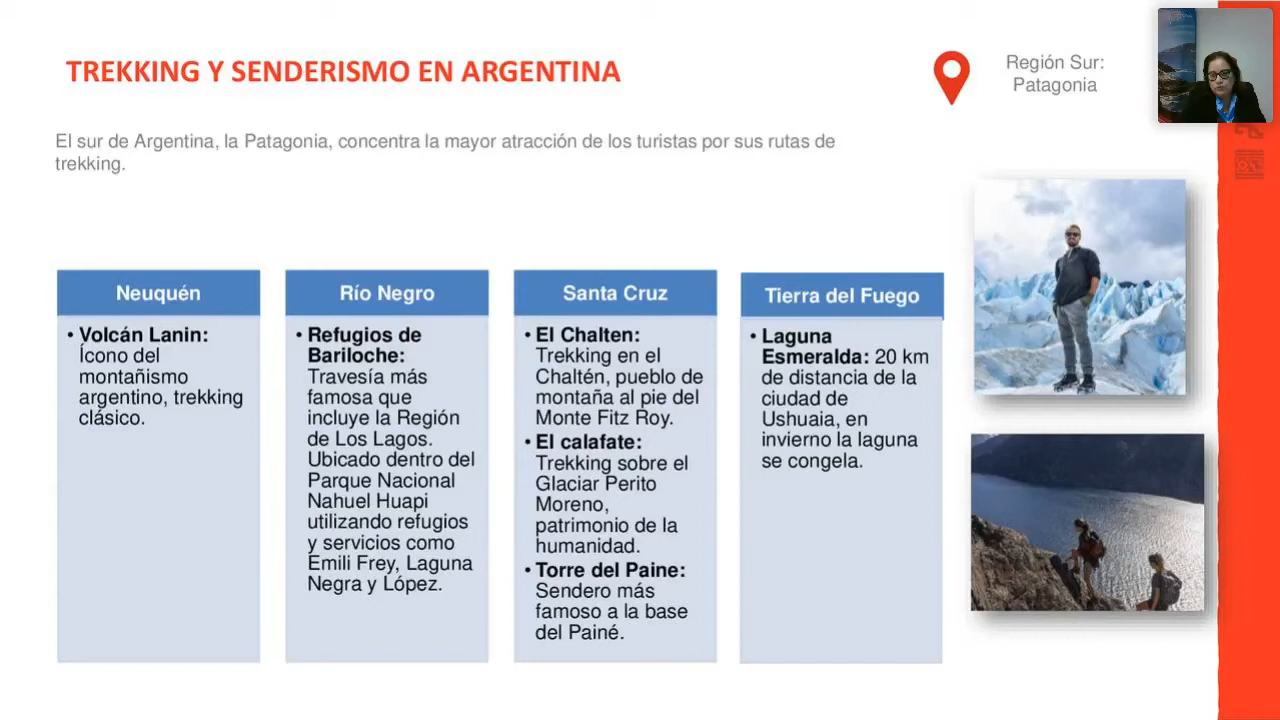 TREKKING Y SENDERISMO EN ARGENTINA
Región Sur:
Patagonia
El sur de Argentina, la Patagonia, concentra la mayor atracción de los turistas por sus rutas de
trekking.
Neuquén
• Volcán Lanin:
Ícono del
montañismo
argentino, trekking
clásico.
Río Negro
• Refugios de
Bariloche:
Travesía más
famosa que
incluye la Región
de Los Lagos.
Ubicado dentro del
Parque Nacional
Nahuel Huapi
utilizando refugios
y servicios como
Emili Frey, Laguna
Negra y López.
Santa Cruz
• El Chalten:
Trekking en el
Chaltén, pueblo de
montaña al pie del
Monte Fitz Roy.
• El calafate:
Trekking sobre el
Glaciar Perito
Moreno,
patrimonio de la
humanidad.
• Torre del Paine:
Sendero más
famoso a la base
del Painé.
Tierra del Fuego
• Laguna
Esmeralda: 20 km
de distancia de la
ciudad de
Ushuaia, en
invierno la laguna
se congela.